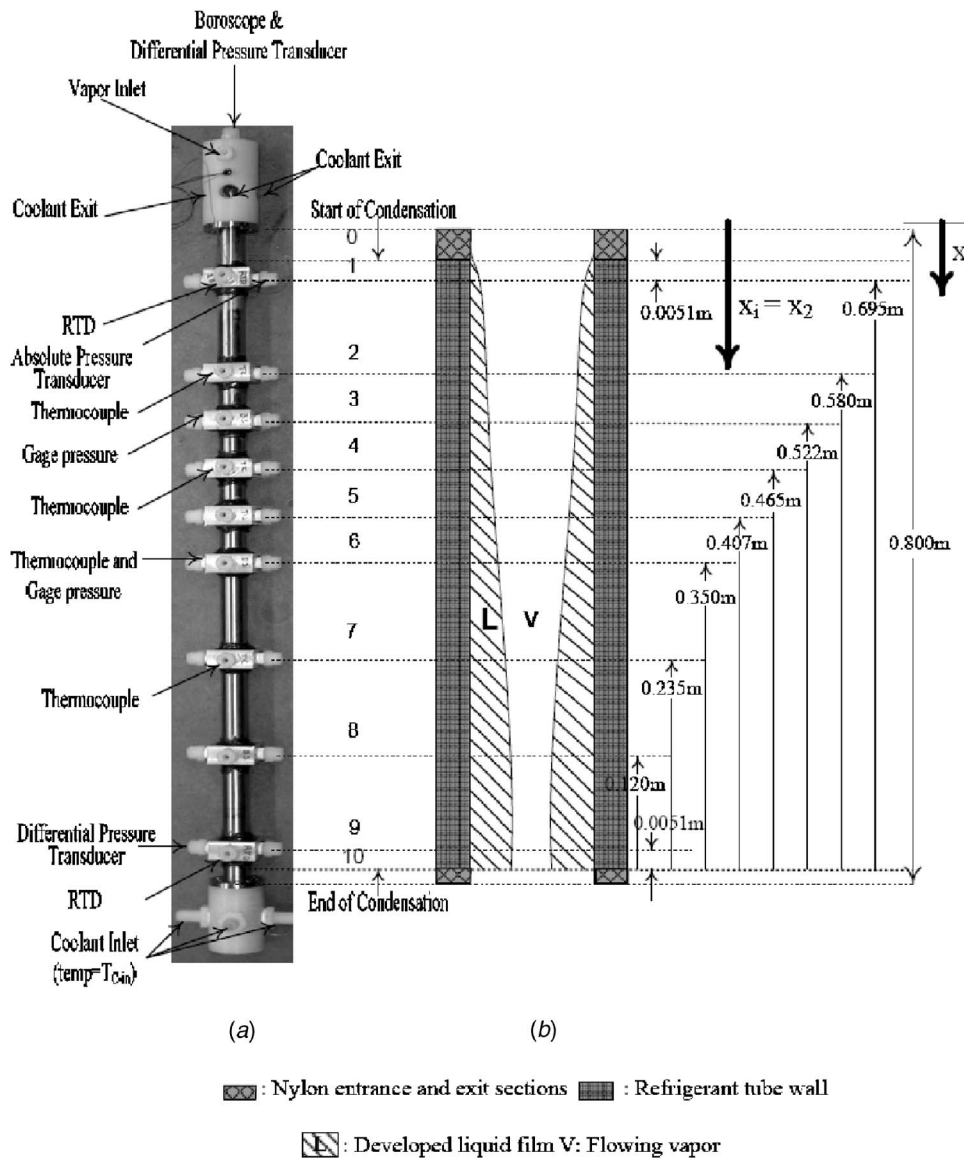 Boroscope &
Differential Pressure Transducer
Vapor Inlet
Coolant Exit
Coolant Exit
Start of Condensation
0
1
RTD
Absolute Pressure
Transducer
2
Thermocouple
3
Gage pressure
4
Thermocouple
5
Thermocouple and
Gage pressure
6
7
Thermocouple
8
9
Differential Pressure
Transducer
10
RTD
End of Condensation
Coolant Inlet
(temp=TC-in)
L
V
X
xi = x2
0.0051m
0.695m
0.580m
0.522m
0.465m
0.407m
0.350m
0.800m
0.235m
0.120m
0.0051m
(a)
(b)
: Nylon entrance and exit sections
: Refrigerant tube wall
L : Developed liquid film V: Flowing vapor